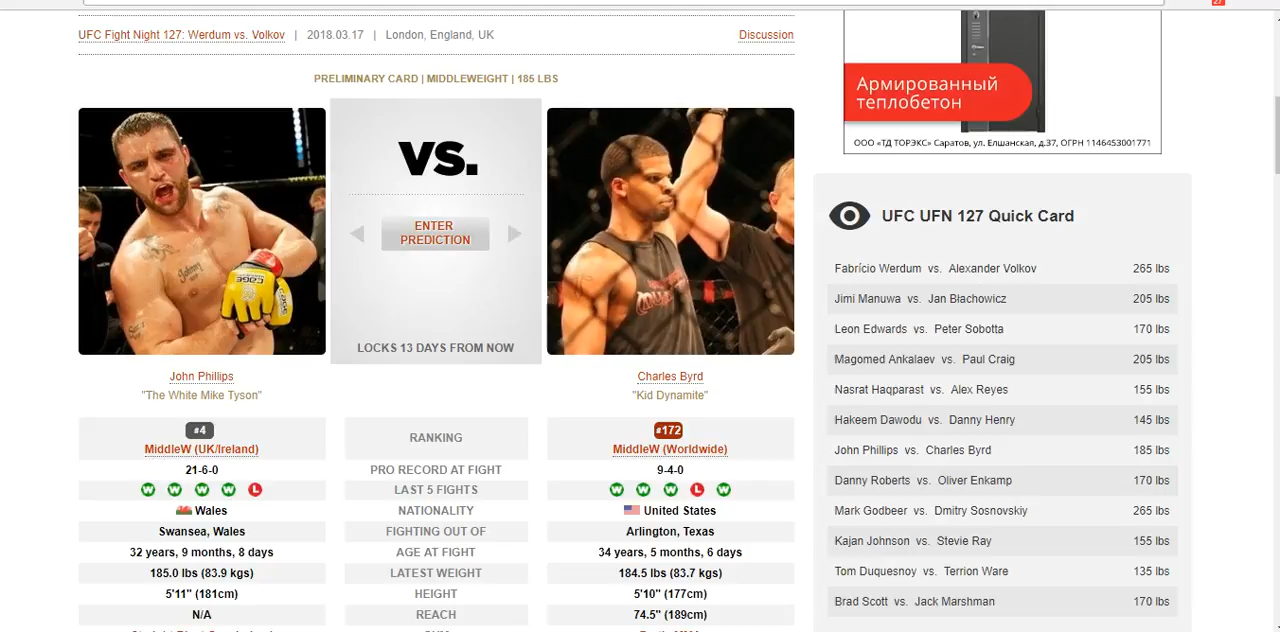 27
UFC Fight Night 127: Werdum vs. Volkov | 2018.03.17 | London, England, UK Discussion
PRELIMINARY CARD | MIDDLEWEIGHT | 185 LBS
VS.
ENTER
PREDICTION
LOCKS 13 DAYS FROM NOW
John Phillips Charles Byrd
"The White Mike Tyson" "Kid Dynamite"
#4 RANKING #172
MiddleW (UK/Ireland) MiddleW (Worldwide)
21-6-0 PRO RECORD AT FIGHT 9-4-0
W W W W L LAST 5 FIGHTS W W W L W
Wales NATIONALITY United States
Swansea, Wales FIGHTING OUT OF Arlington, Texas
32 years, 9 months, 8 days AGE AT FIGHT 34 years, 5 months, 6 days
185.0 lbs (83.9 kgs) LATEST WEIGHT 184.5 lbs (83.7 kgs)
5'11" (181cm) HEIGHT 5'10" (177cm)
N/A REACH 74.5" (189cm)
Армированный
теплобетон
ООО «ТД ТОРЭКС» Саратов, ул. Елшанская, д.37, ОГРН 1146453001771
UFC UFN 127 Quick Card
Fabrício Werdum vs. Alexander Volkov 265 lbs
Jimi Manuwa vs. Jan Błachowicz 205 lbs
Leon Edwards vs. Peter Sobotta 170 lbs
Magomed Ankalaev vs. Paul Craig 205 lbs
Nasrat Haqparast vs. Alex Reyes 155 lbs
Hakeem Dawodu vs. Danny Henry 145 lbs
John Phillips vs. Charles Byrd 185 lbs
Danny Roberts vs. Oliver Enkamp 170 lbs
Mark Godbeer vs. Dmitry Sosnovskiy 265 lbs
Kajan Johnson vs. Stevie Ray 155 lbs
Tom Duquesnoy vs. Terrion Ware 135 lbs
Brad Scott vs. Jack Marshman 170 lbs